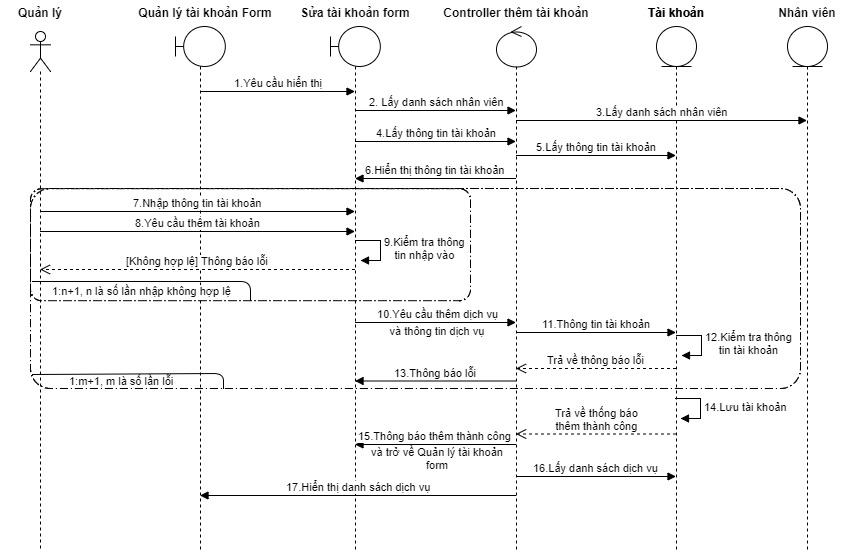 Quản lý
Quản lý tài khoản Form
Sửa tài khoản form
Controller thêm tài khoản
Tài khoản
Nhân viên
1.Yêu cầu hiển thị
2. Lấy danh sách nhân viên
3.Lấy danh sách nhân viên
4.Lấy thông tin tài khoản
5.Lấy thông tin tài khoản
6.Hiển thị thông tin tài khoản
7.Nhập thông tin tài khoản
8.Yêu cầu thêm tài khoản
9.Kiểm tra thông
tin nhập vào
[Không hợp lệ] Thông báo lỗi
1:n+1, n là số lần nhập không hợp lệ
10.Yêu cầu thêm dịch vụ
và thông tin dịch vụ
11.Thông tin tài khoản
12.Kiểm tra thông
tin tài khoản
Trả về thông báo lỗi
13.Thông báo lỗi
1:m+1, m là số lần lỗi
14.Lưu tài khoản
Trả về thống báo
thêm thành công
15.Thông báo thêm thành công
và trở về Quản lý tài khoản
form
16.Lấy danh sách dịch vụ
17.Hiển thị danh sách dịch vụ